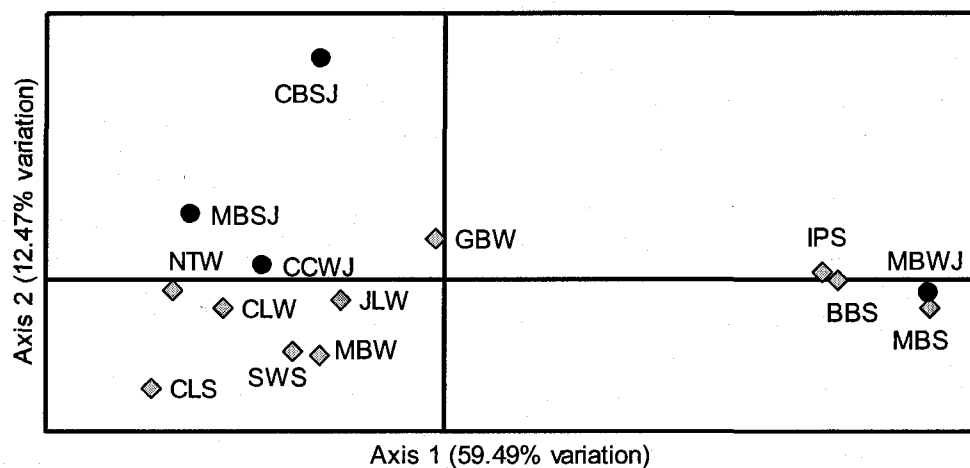 CBSJ
MBSJ
GBW
IPS
NTW
CCWJ
MBWJ
CLW
JLW
BBS
MBS
SWS
MBW
CLS
Axis 2 (12.47% variation)
Axis 1 (59.49% variation)